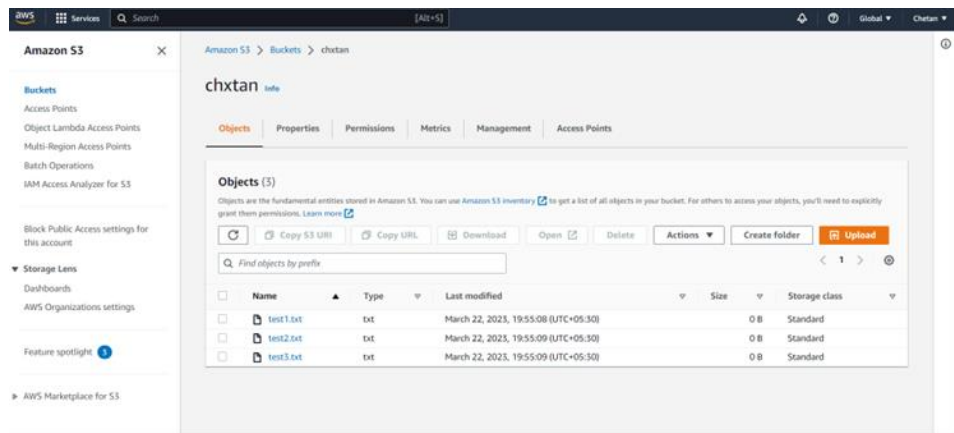 aws Services Search [Alt+S] Global Chetan
Amazon S3
Buckets
Access Points
Object Lambda Access Points
Multi-Region Access Points
Batch Operations
IAM Access Analyzer for S3
Block Public Access settings for
this account
Storage Lens
Dashboards
AWS Organizations settings
Feature spotlight 3
AWS Marketplace for S3
Amazon S3 > Buckets > chxtan
chxtan Info
Objects Properties Permissions Metrics Management Access Points
Objects (3)
Objects are the fundamental entities stored in Amazon S3. You can use Amazon S3 inventory to get a list of all objects in your bucket. For others to access your objects, you'll need to explicitly
grant them permissions. Learn more
Copy S3 URI Copy URL Download Open Delete Actions Create folder Upload
Find objects by prefix < 1 >
Name Type Last modified Size Storage class
test1.txt txt March 22, 2023, 19:55:08 (UTC+05:30) 0 B Standard
test2.txt txt March 22, 2023, 19:55:09 (UTC+05:30) 0 B Standard
test3.txt txt March 22, 2023, 19:55:09 (UTC+05:30) 0 B Standard